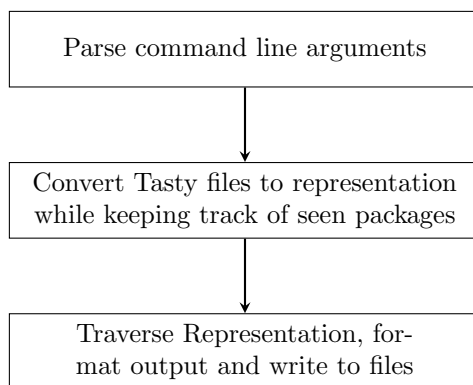 Parse command line arguments
Convert Tasty files to representation
while keeping track of seen packages
Traverse Representation, for-
mat output and write to files